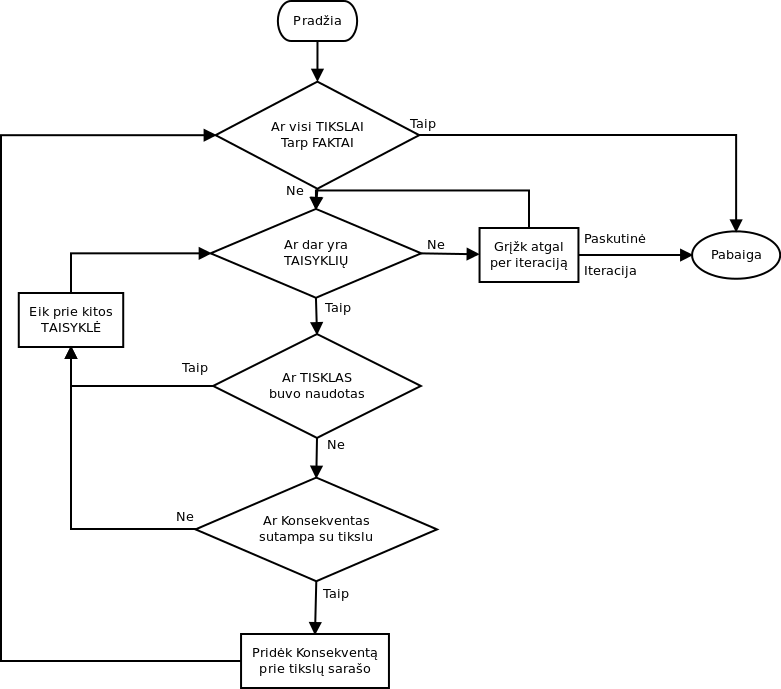 Pradžia
Ar visi TIKSLAI
Tarp FAKTAI
Taip
Ne
Ar dar yra
TAISYKLIŲ
Ne
Grįžk atgal
per iteraciją
Paskutinė
Iteracija
Pabaiga
Eik prie kitos
TAISYKLĖ
Taip
Ar TISKLAS
buvo naudotas
Taip
Ne
Ar Konsekventas
sutampa su tikslu
Ne
Taip
Pridėk Konsekventą
prie tikslų sarašo